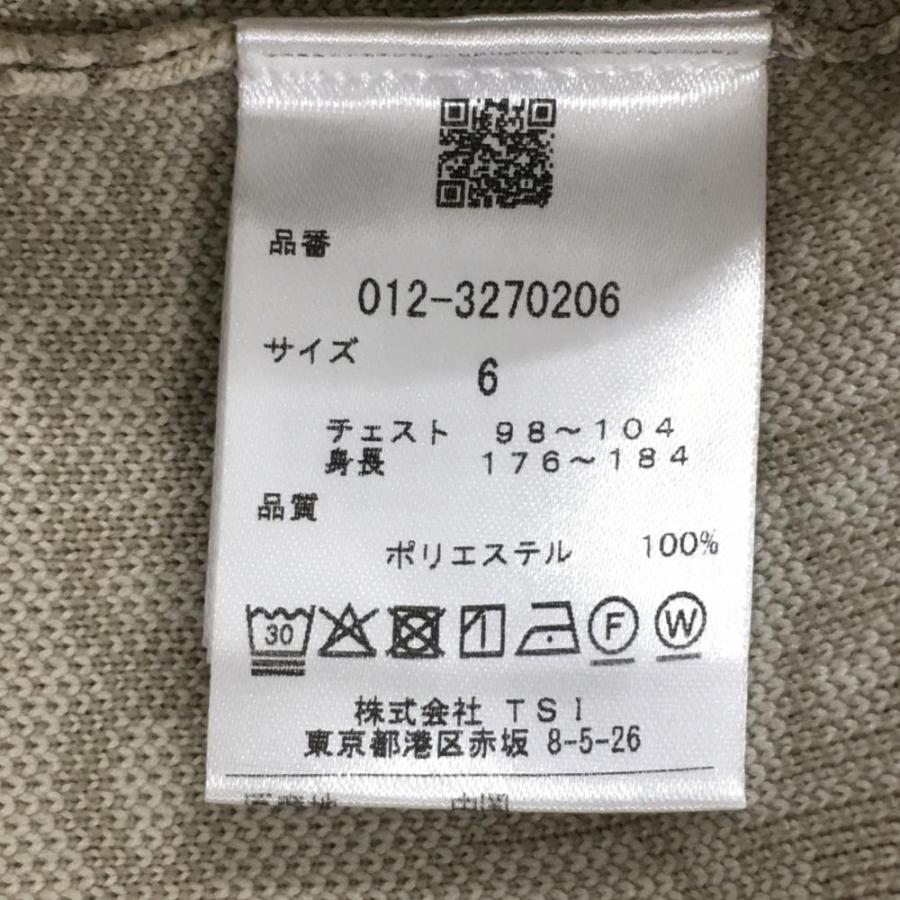 品番
012-3270206
サイズ
6
チェスト 98～104
身長 176～184
品質
ポリエステル 100%
30 F W
株式会社 TSI
東京都港区赤坂 8-5-26